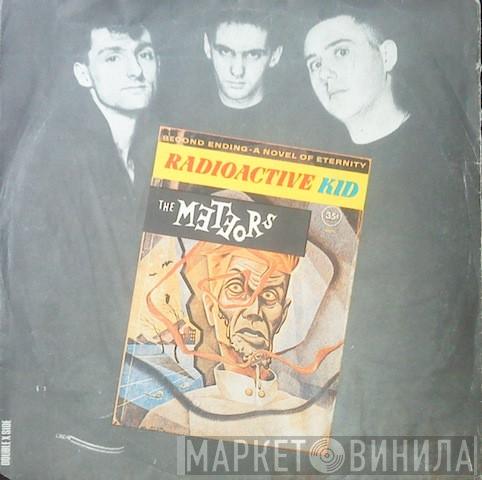 SECOND ENDING-A NOVEL OF ETERNITY
RADIOACTIVE KID
35¢
THE METEORS
DOUBLE X SIDE
МАРКЕТ ВИНИЛА